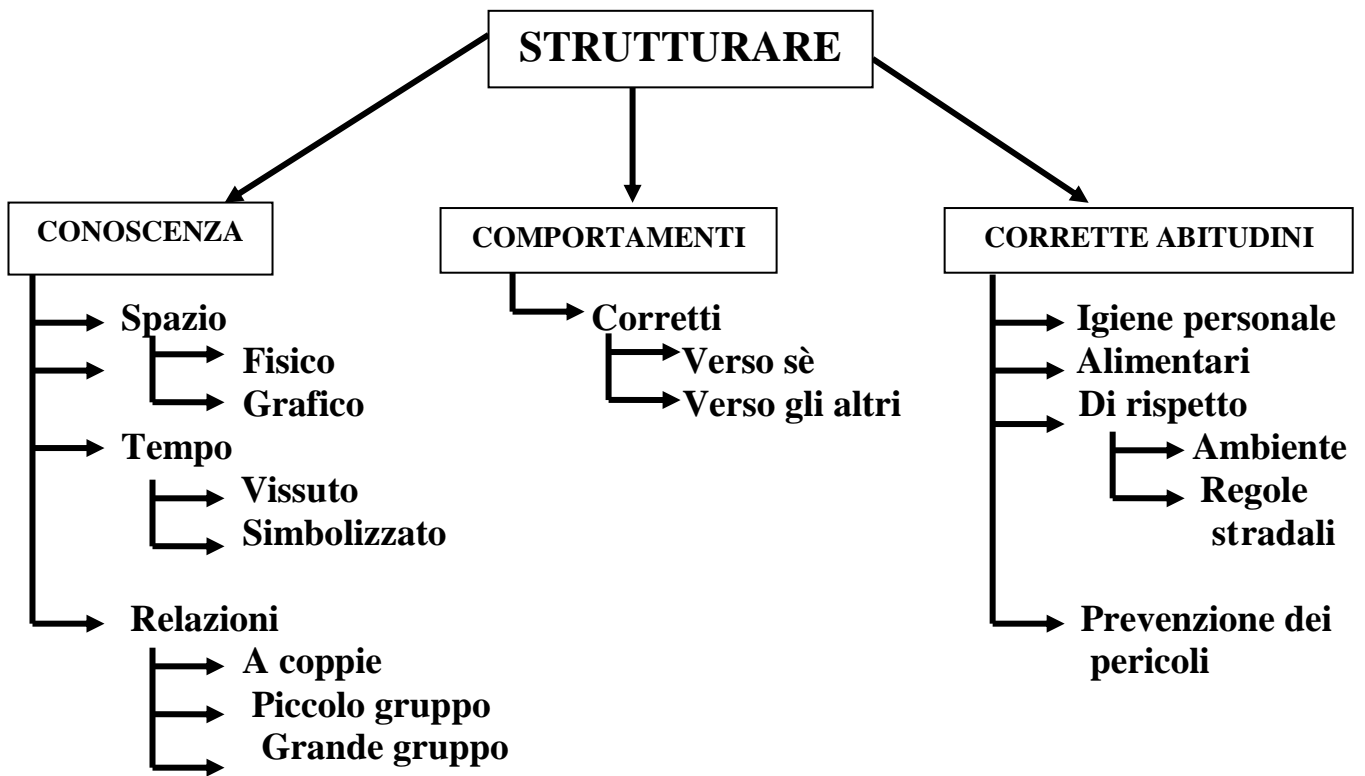 STRUTTURARE
CONOSCENZA
Spazio
Fisico
Grafico
Tempo
Vissuto
Simbolizzato
Relazioni
A coppie
Piccolo gruppo
Grande gruppo
COMPORTAMENTI
Corretti
Verso sè
Verso gli altri
CORRETTE ABITUDINI
Igiene personale
Alimentari
Di rispetto
Ambiente
Regole
stradali
Prevenzione dei
pericoli